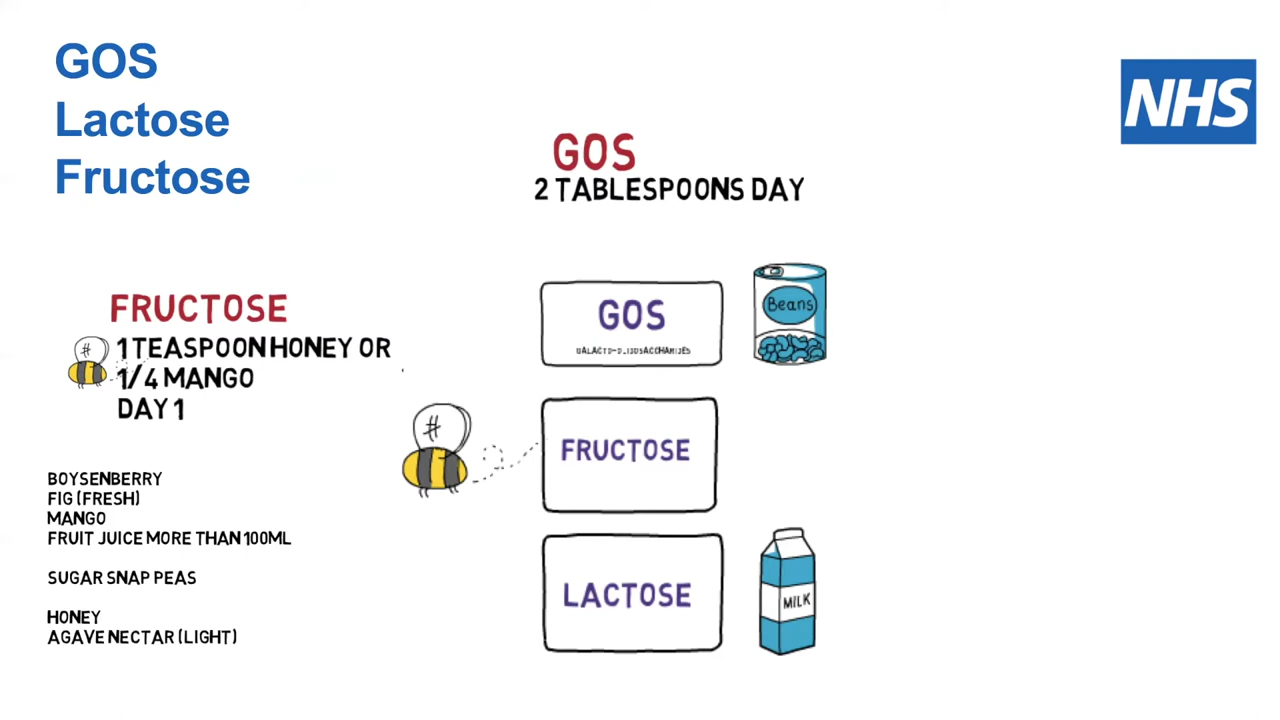 GOS
Lactose
Fructose
NHS
GOS
2 TABLESPOONS DAY
FRUCTOSE
1 TEASPOON HONEY OR
1/4 MANGO
DAY 1
BOYSENBERRY
FIG (FRESH)
MANGO
FRUIT JUICE MORE THAN 100ML
SUGAR SNAP PEAS
HONEY
AGAVE NECTAR (LIGHT)
GOS
GALACTO-OLIGOSACCHARIDES
Beans
FRUCTOSE
LACTOSE
MILK